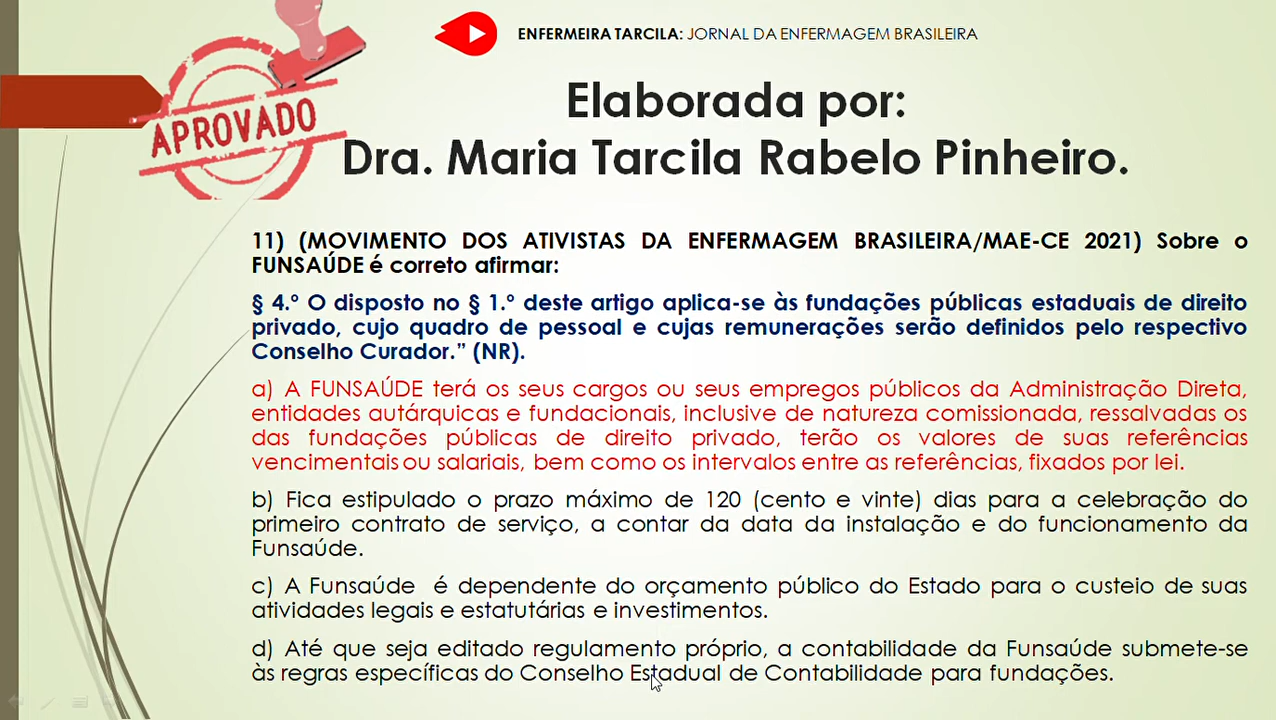 ENFERMEIRA TARCILA: JORNAL DA ENFERMAGEM BRASILEIRA
APROVADO
Elaborada por:
Dra. Maria Tarcila Rabelo Pinheiro.
11) (MOVIMENTO DOS ATIVISTAS DA ENFERMAGEM BRASILEIRA/MAE-CE 2021) Sobre o
FUNSAÚDE é correto afirmar:
§ 4.º O disposto no § 1.º deste artigo aplica-se às fundações públicas estaduais de direito
privado, cujo quadro de pessoal e cujas remunerações serão definidos pelo respectivo
Conselho Curador.” (NR).
a) A FUNSAÚDE terá os seus cargos ou seus empregos públicos da Administração Direta,
entidades autárquicas e fundacionais, inclusive de natureza comissionada, ressalvadas os
das fundações públicas de direito privado, terão os valores de suas referências
vencimentais ou salariais, bem como os intervalos entre as referências, fixados por lei.
b) Fica estipulado o prazo máximo de 120 (cento e vinte) dias para a celebração do
primeiro contrato de serviço, a contar da data da instalação e do funcionamento da
Funsaúde.
c) A Funsaúde é dependente do orçamento público do Estado para o custeio de suas
atividades legais e estatutárias e investimentos.
d) Até que seja editado regulamento próprio, a contabilidade da Funsaúde submete-se
às regras específicas do Conselho Estadual de Contabilidade para fundações.